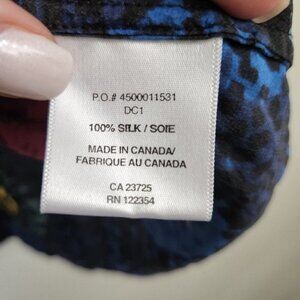 P.O.# 4500011531
DC1
100% SILK / SOIE
MADE IN CANADA/
FABRIQUE AU CANADA
CA 23725
RN 122354